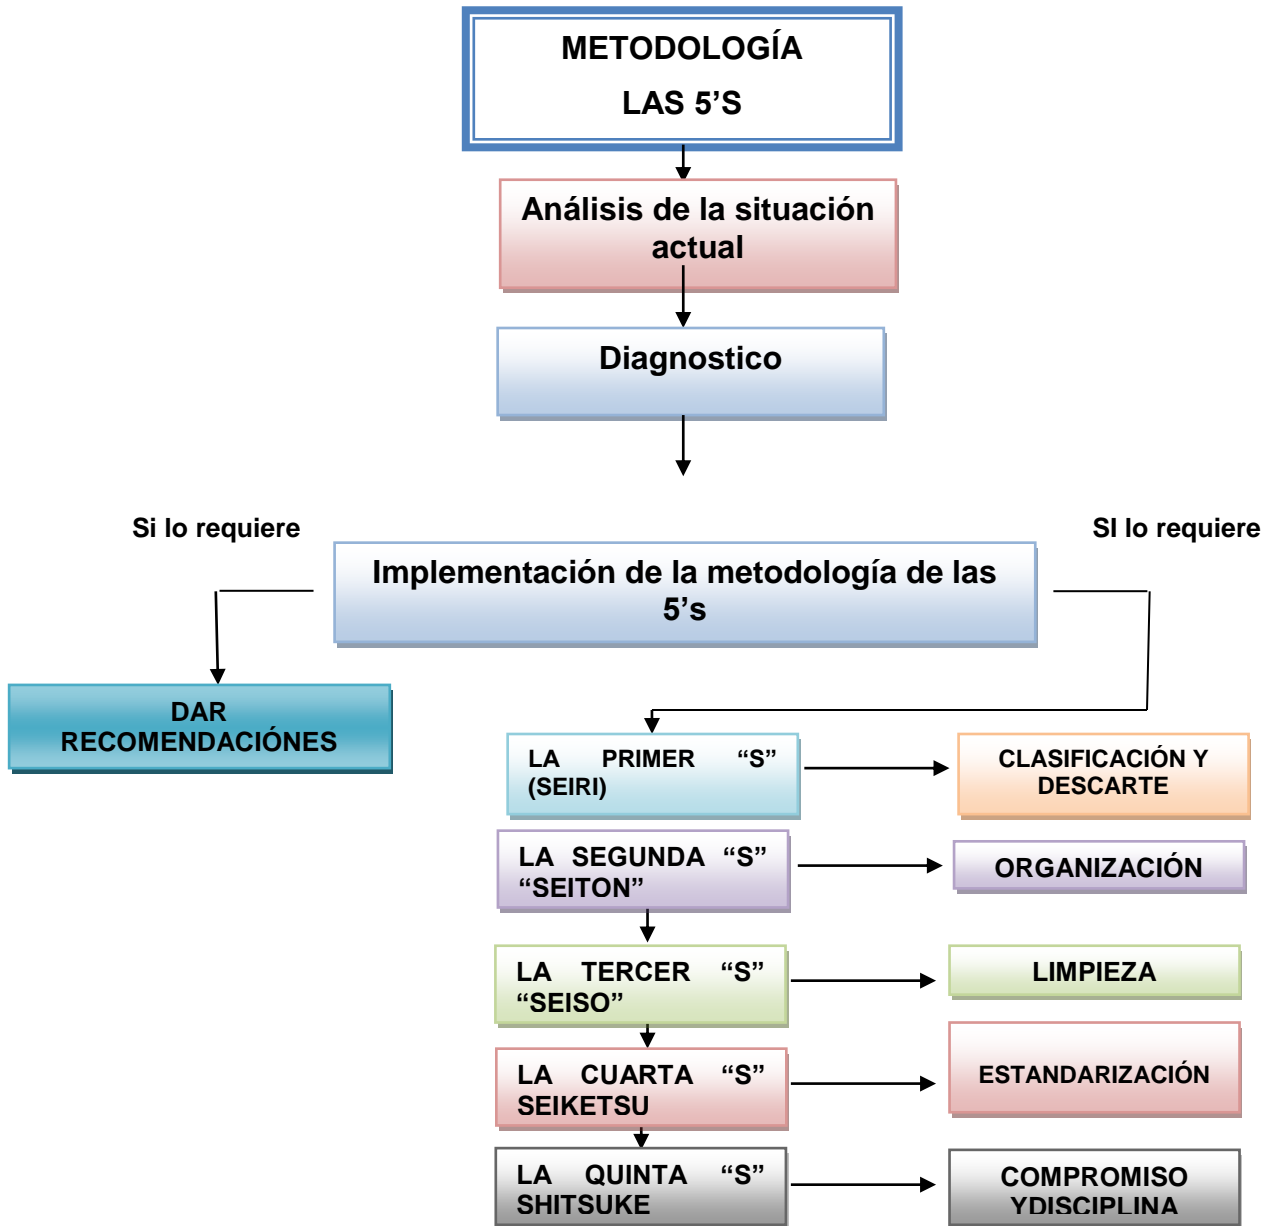 METODOLOGÍA
LAS 5’S
Análisis de la situación
actual
Diagnostico
Si lo requiere
SI lo requiere
Implementación de la metodología de las
5’s
DAR
RECOMENDACIÓNES
LA PRIMER “S”
(SEIRI)
CLASIFICACIÓN Y
DESCARTE
LA SEGUNDA “S”
“SEITON”
ORGANIZACIÓN
LA TERCER “S”
“SEISO”
LIMPIEZA
LA CUARTA “S”
SEIKETSU
ESTANDARIZACIÓN
LA QUINTA “S”
SHITSUKE
COMPROMISO
YDISCIPLINA